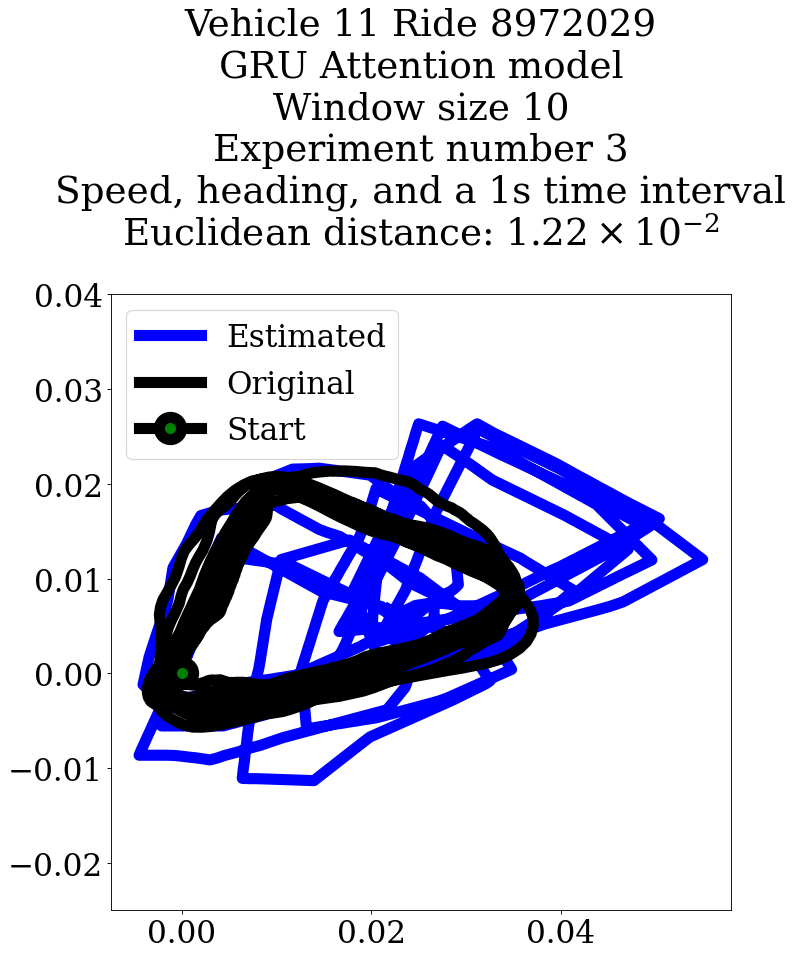 Vehicle 11 Ride 8972029
GRU Attention model
Window size 10
Experiment number 3
Speed, heading, and a 1s time interval
Euclidean distance: 1.22 × 10⁻²
0.04
Estimated
0.03
Original
Start
0.02
0.01
0.00
−0.01
−0.02
0.00 0.02 0.04